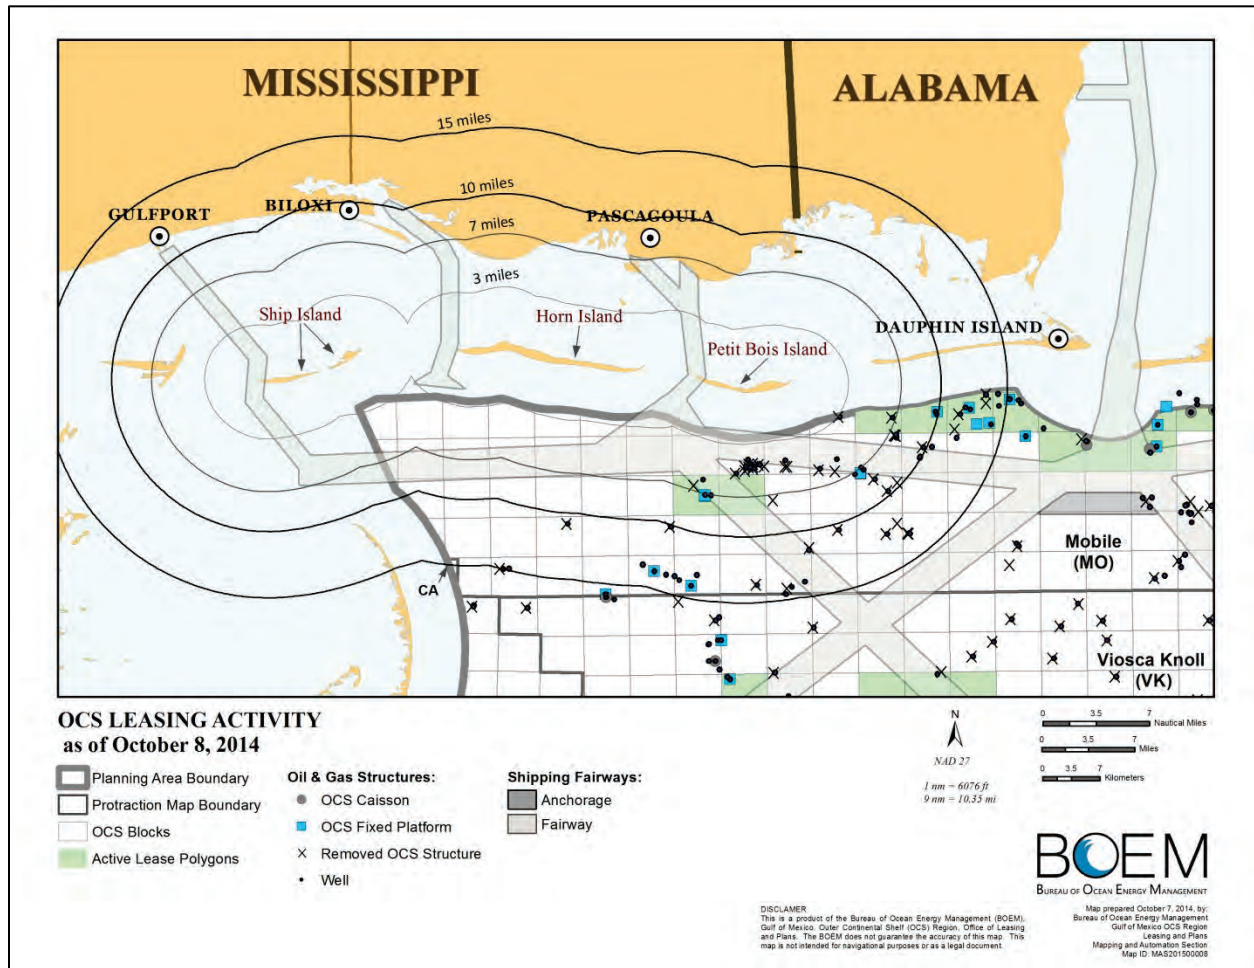 MISSISSIPPI
ALABAMA
15 miles
10 miles
BILOXI
GULFPORT
PASCAGOULA
7 miles
3 miles
Ship Island
Horn Island
DAUPHIN ISLAND
Petit Bois Island
Mobile
(MO)
CA
Viosca Knoll
(VK)
OCS LEASING ACTIVITY
as of October 8, 2014
Planning Area Boundary
Protraction Map Boundary
OCS Blocks
Active Lease Polygons
Oil & Gas Structures:
OCS Caisson
OCS Fixed Platform
Removed OCS Structure
Well
Shipping Fairways:
Anchorage
Fairway
N
NAD 27
1 nm ~ 6076 ft
9 nm = 10.35 mi
0 3.5 7
Nautical Miles
0 3.5 7
Miles
0 3.5 7
Kilometers
BOEM
BUREAU OF OCEAN ENERGY MANAGEMENT
DISCLAMER
This is a product of the Bureau of Ocean Energy Management (BOEM),
Gulf of Mexico, Outer Continental Shelf (OCS) Region, Office of Leasing
and Plans. The BOEM does not guarantee the accuracy of this map. This
map is not intended for navigational purposes or as a legal document.
Map prepared October 7, 2014, by:
Bureau of Ocean Energy Management
Gulf of Mexico OCS Region
Leasing and Plans
Mapping and Automation Section
Map ID: MAS201500008